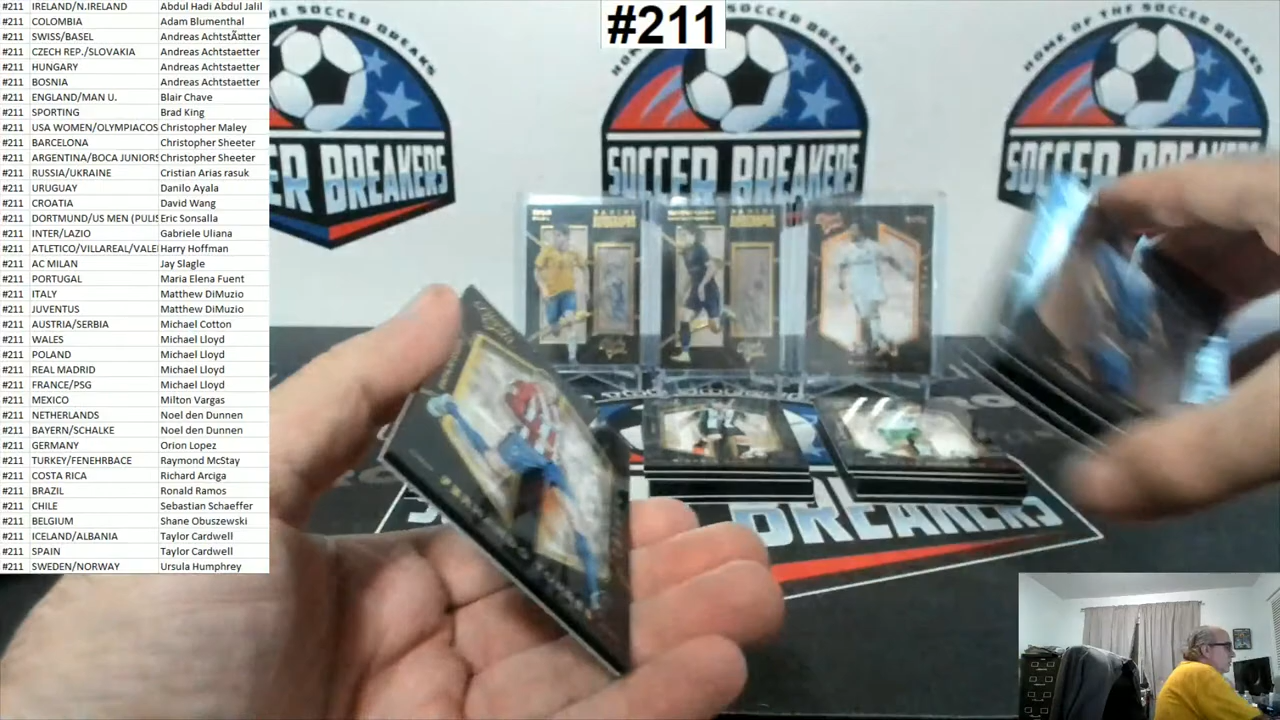 #211 IRELAND/N.IRELAND Abdul Hadi Abdul Jalil
#211 COLOMBIA Adam Blumenthal
#211 SWISS/BASEL Andreas AchtstÃ¤tter
#211 CZECH REP./SLOVAKIA Andreas Achtstaetter
#211 HUNGARY Andreas Achtstaetter
#211 BOSNIA Andreas Achtstaetter
#211 ENGLAND/MAN U. Blair Chave
#211 SPORTING Brad King
#211 USA WOMEN/OLYMPIACOS Christopher Maley
#211 BARCELONA Christopher Sheeter
#211 ARGENTINA/BOCA JUNIORS Christopher Sheeter
#211 RUSSIA/UKRAINE Cristian Arias rasuk
#211 URUGUAY Danilo Ayala
#211 CROATIA David Wang
#211 DORTMUND/US MEN (PULIS Eric Sonsalla
#211 INTER/LAZIO Gabriele Uliana
#211 ATLETICO/VILLAREAL/VALE Harry Hoffman
#211 AC MILAN Jay Slagle
#211 PORTUGAL Maria Elena Fuent
#211 ITALY Matthew DiMuzio
#211 JUVENTUS Matthew DiMuzio
#211 AUSTRIA/SERBIA Michael Cotton
#211 WALES Michael Lloyd
#211 POLAND Michael Lloyd
#211 REAL MADRID Michael Lloyd
#211 FRANCE/PSG Michael Lloyd
#211 MEXICO Milton Vargas
#211 NETHERLANDS Noel den Dunnen
#211 BAYERN/SCHALKE Noel den Dunnen
#211 GERMANY Orion Lopez
#211 TURKEY/FENEHRBACE Raymond McStay
#211 COSTA RICA Richard Arciga
#211 BRAZIL Ronald Ramos
#211 CHILE Sebastian Schaeffer
#211 BELGIUM Shane Obuszewski
#211 ICELAND/ALBANIA Taylor Cardwell
#211 SPAIN Taylor Cardwell
#211 SWEDEN/NORWAY Ursula Humphrey
#211
THE SOCCER BREAKS
HOME OF THE SOCCER BREAKS
SOCCER BREAKERS
SOCCER BREAKERS
SOCCER BREAKERS
PANINI
PANINI
BREAKERS